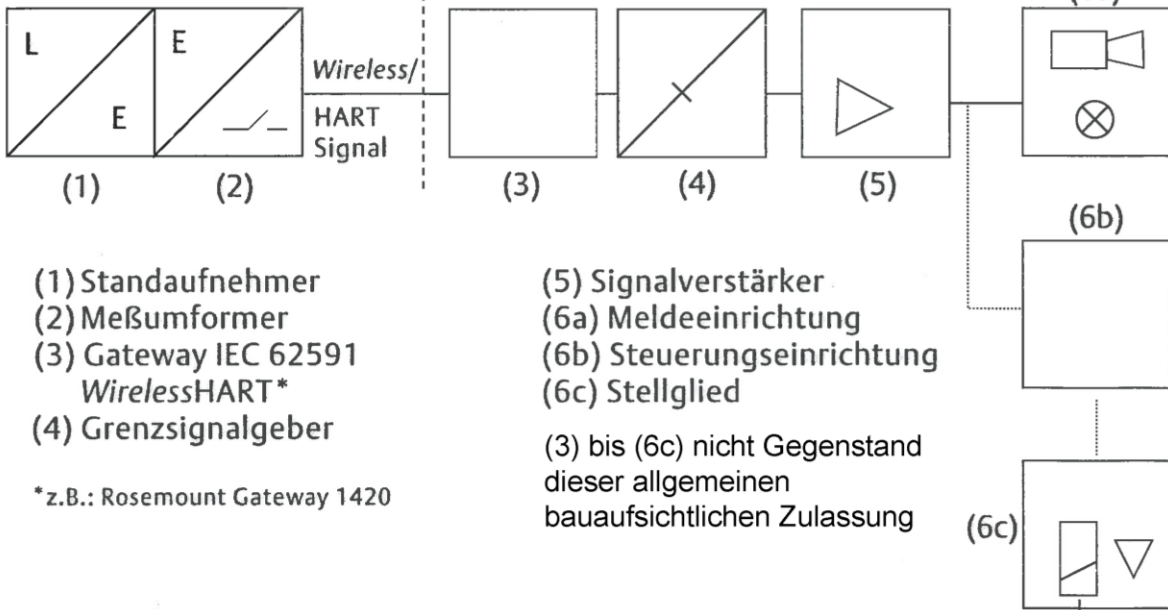 L
E
E
Wireless/
HART
Signal
(1)
(2)
(3)
(4)
(5)
(6b)
(1) Standaufnehmer
(2) Meßumformer
(3) Gateway IEC 62591
WirelessHART*
(4) Grenzsignalgeber
*z.B.: Rosemount Gateway 1420
(5) Signalverstärker
(6a) Meldeeinrichtung
(6b) Steuerungseinrichtung
(6c) Stellglied
(3) bis (6c) nicht Gegenstand
dieser allgemeinen
bauaufsichtlichen Zulassung
(6c)